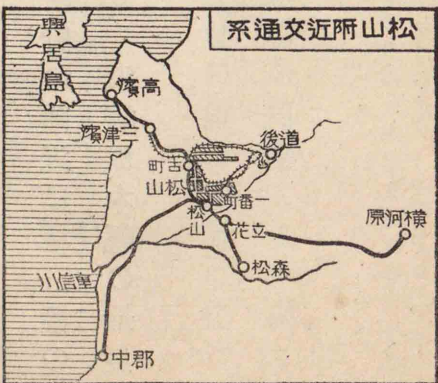 系通交近附山松
興居島
濱高
濱津三
後道
町古
山松
町番一
松山
花立
原河横
松森
川信重
中郡